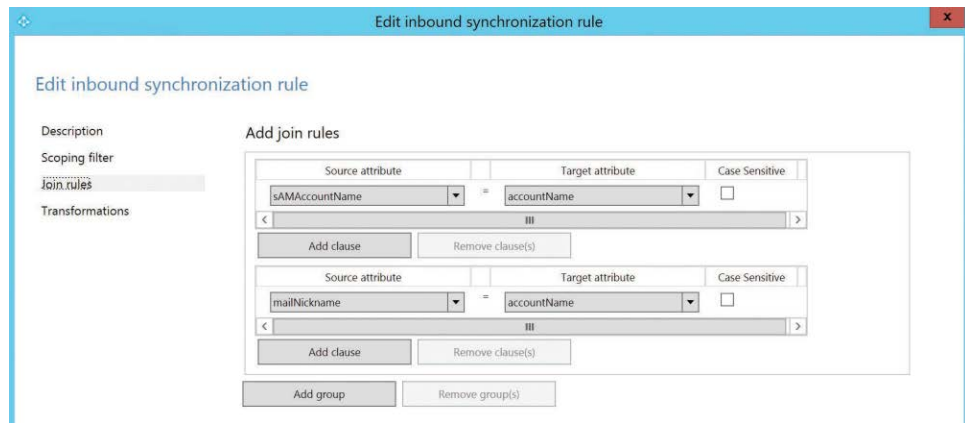 Edit inbound synchronization rule
x
Edit inbound synchronization rule
Description
Scoping filter
Join rules
Transformations
Add join rules
Source attribute Target attribute Case Sensitive
sAMAccountName = accountName
Add clause Remove clause(s)
Source attribute Target attribute Case Sensitive
mailNickname = accountName
Add clause Remove clause(s)
Add group Remove group(s)